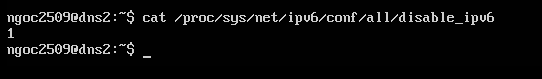 ngoc2509@dns2:~$ cat /proc/sys/net/ipv6/conf/all/disable_ipv6
1
ngoc2509@dns2:~$ _